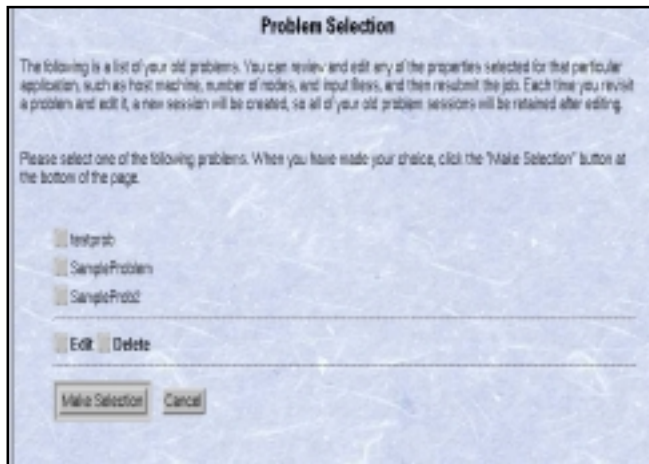 Problem Selection
The following is a list of your old problems. You can review and edit any of the properties selected for that particular
application, such as host machine, number of nodes, and input files, and then resubmit the job. Each time you revisit
a problem and edit it, a new session will be created, so all of your old problem sessions will be retained after editing.
Please select one of the following problems. When you have made your choice, click the "Make Selection" button at
the bottom of the page.
testprob
SampleProblem
SampleProb2
Edit Delete
Make Selection Cancel